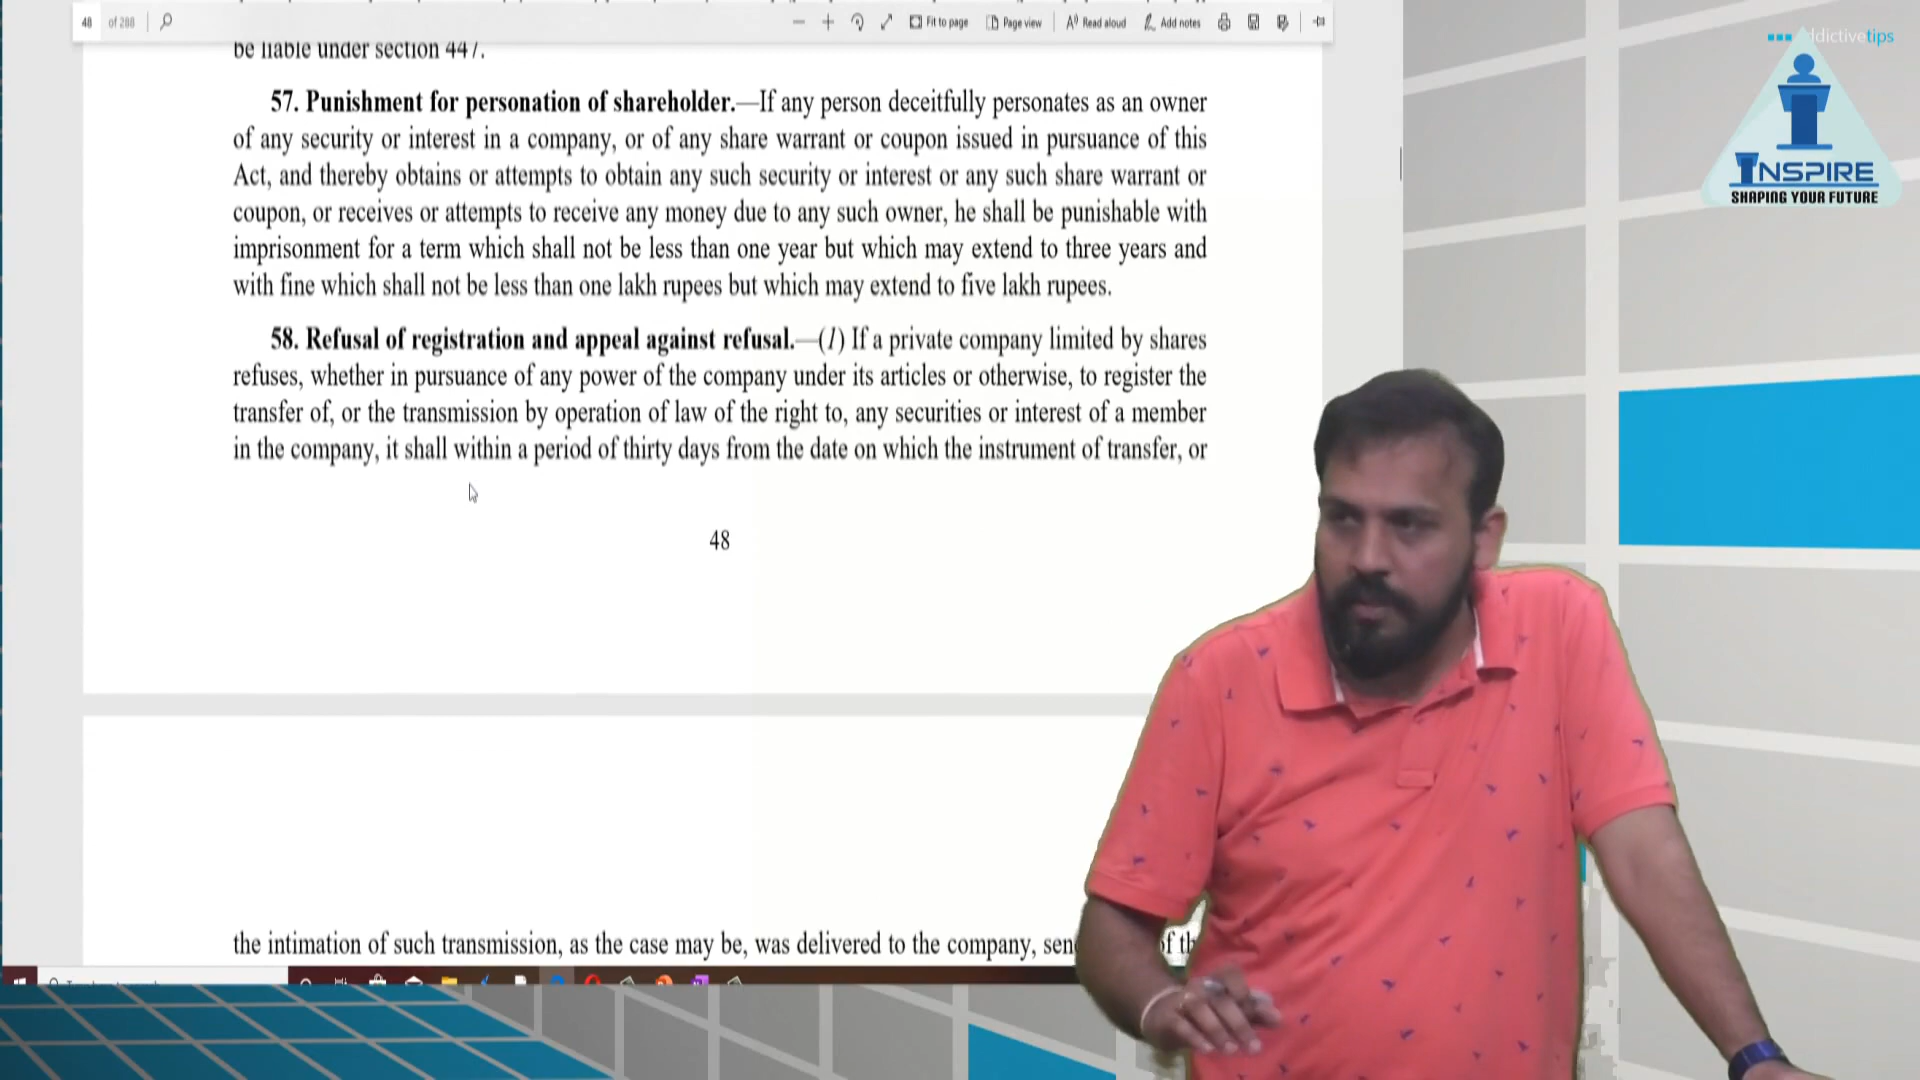 48 of 288 Fit to page Page view Read aloud Add notes
ddictivetips
be liable under section 447.
57. Punishment for personation of shareholder.—If any person deceitfully personates as an owner
of any security or interest in a company, or of any share warrant or coupon issued in pursuance of this
Act, and thereby obtains or attempts to obtain any such security or interest or any such share warrant or
coupon, or receives or attempts to receive any money due to any such owner, he shall be punishable with
imprisonment for a term which shall not be less than one year but which may extend to three years and
with fine which shall not be less than one lakh rupees but which may extend to five lakh rupees.
INSPIRE
SHAPING YOUR FUTURE
58. Refusal of registration and appeal against refusal.—(1) If a private company limited by shares
refuses, whether in pursuance of any power of the company under its articles or otherwise, to register the
transfer of, or the transmission by operation of law of the right to, any securities or interest of a member
in the company, it shall within a period of thirty days from the date on which the instrument of transfer, or
48
the intimation of such transmission, as the case may be, was delivered to the company,